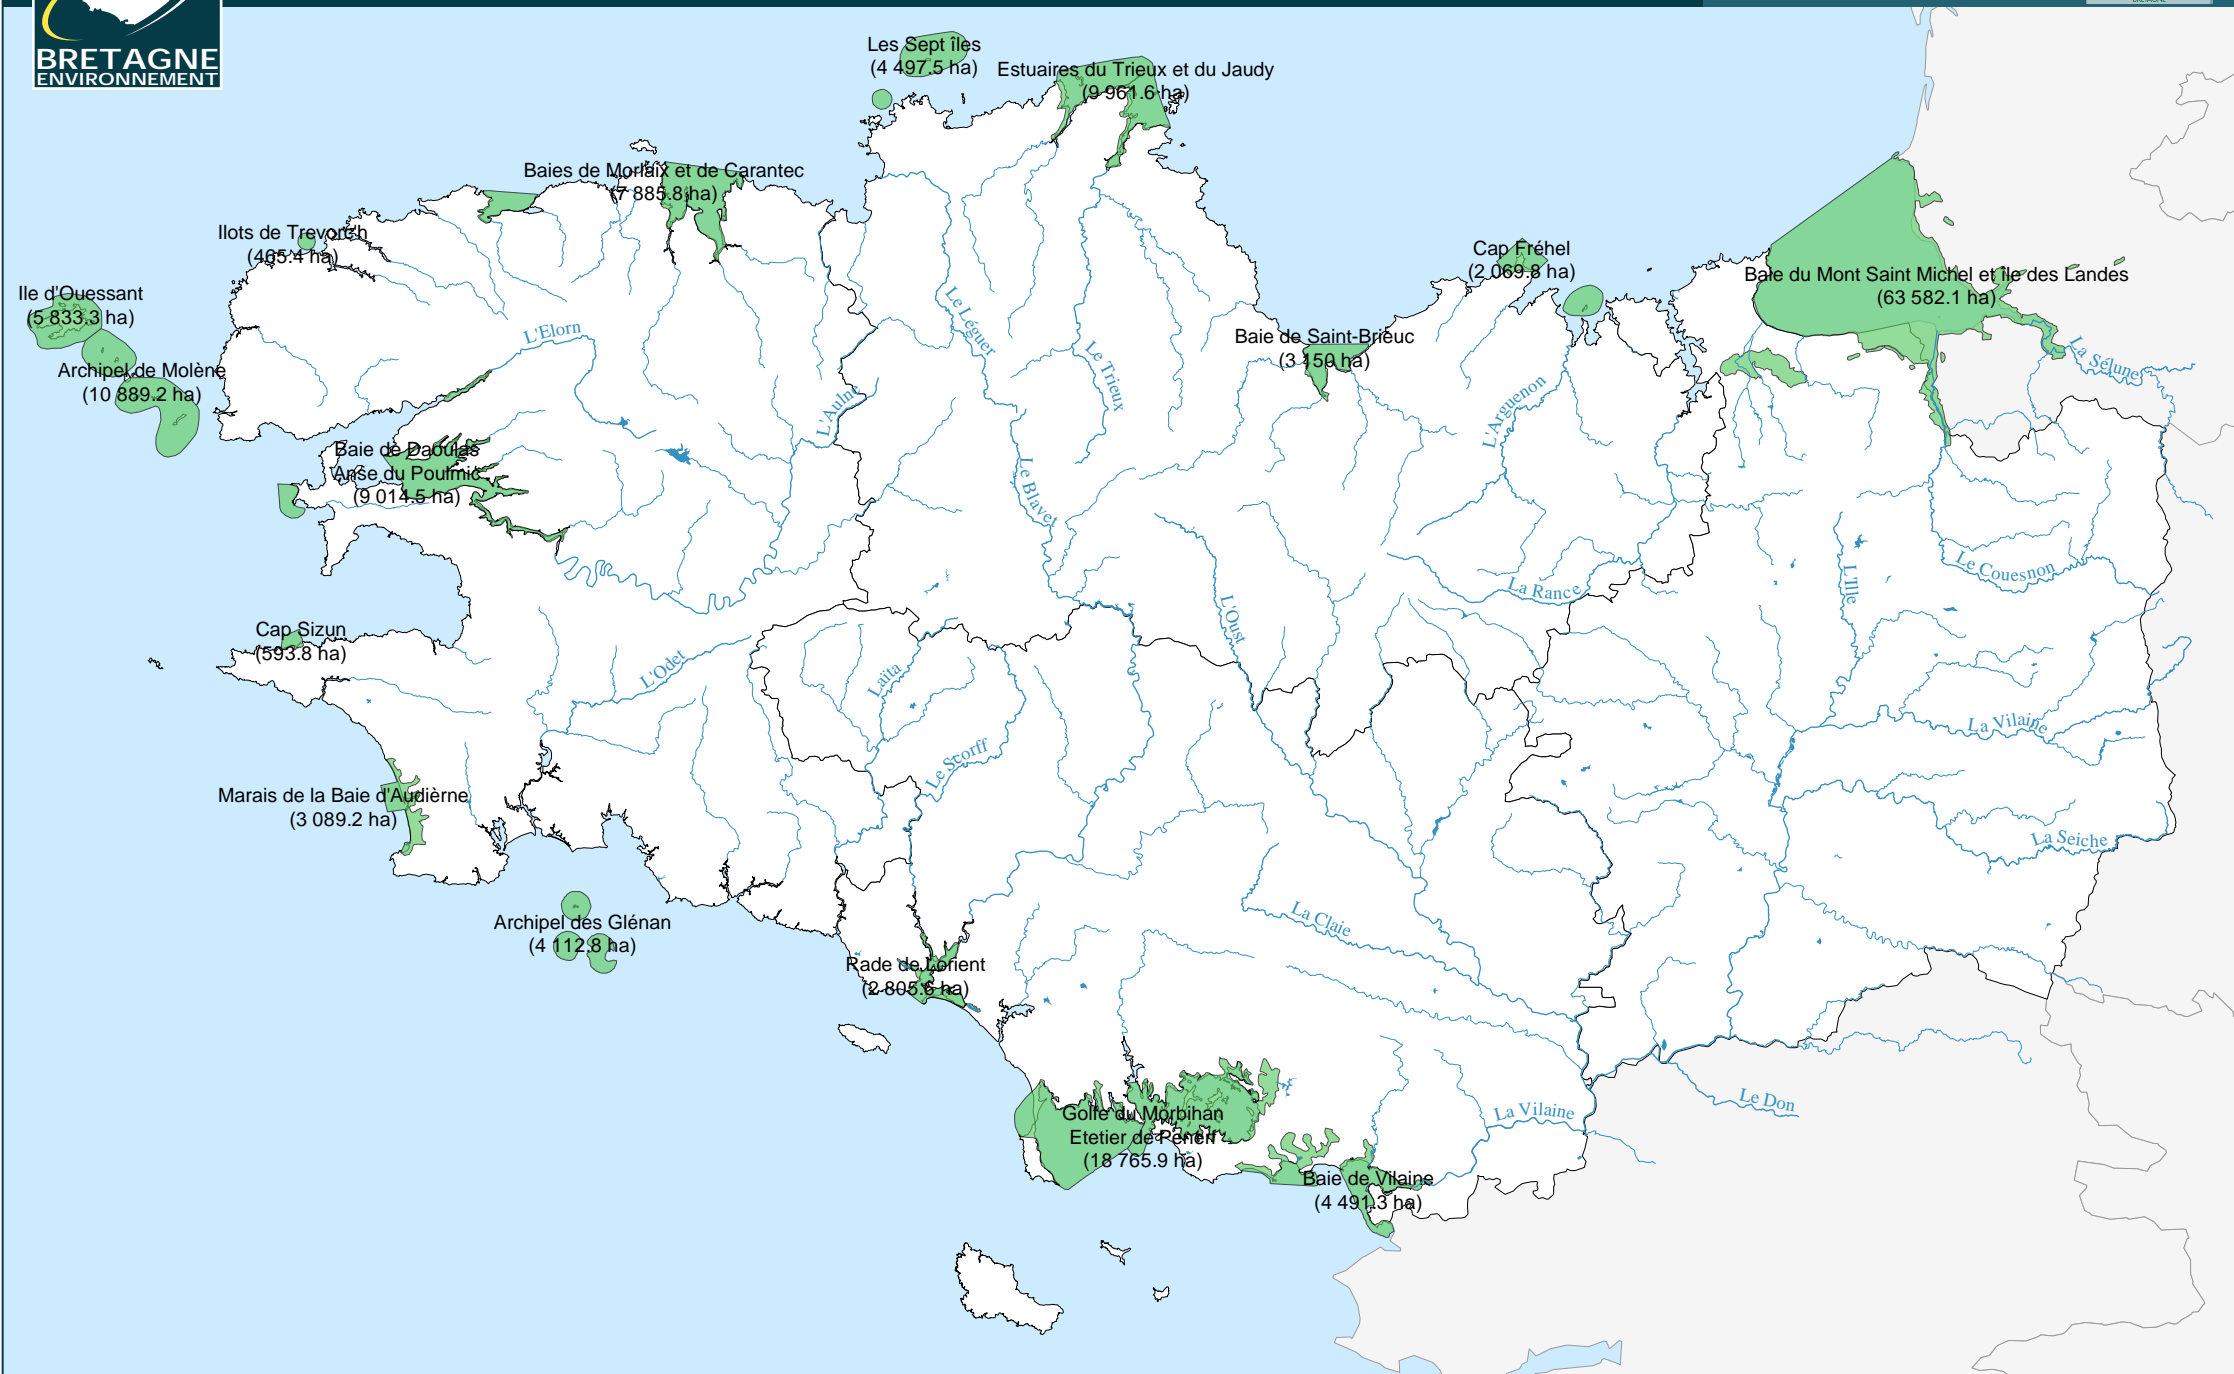 BRETAGNE
ENVIRONNEMENT
BRETAGNE
Les Sept îles
(4 497.5 ha)
Estuaires du Trieux et du Jaudy
(9 961.6 ha)
Baies de Morlaix et de Carantec
(7 885.8 ha)
Ilots de Trevorc'h
(465.4 ha)
Ile d'Ouessant
(5 833.3 ha)
Archipel de Molène
(10 889.2 ha)
Cap Fréhel
(2 069.8 ha)
Baie du Mont Saint Michel et île des Landes
(63 582.1 ha)
Baie de Saint-Brieuc
(3 150 ha)
L'Elorn
Le Léguer
Le Trieux
L'Aulne
L'Arguenon
La Sélune
Baie de Daoulas
Anse du Poulmic
(9 014.5 ha)
Le Blavet
L'Oust
La Rance
L'Ille
Le Couesnon
Cap Sizun
(593.8 ha)
L'Odet
Laïta
Le Scorff
La Vilaine
La Seiche
Marais de la Baie d'Audièrne
(3 089.2 ha)
Archipel des Glénan
(4 112.8 ha)
La Claie
Rade de Lorient
(2 805.6 ha)
Golfe du Morbihan
Etetier de Pénerf
(18 765.9 ha)
La Vilaine
Le Don
Baie de Vilaine
(4 491.3 ha)